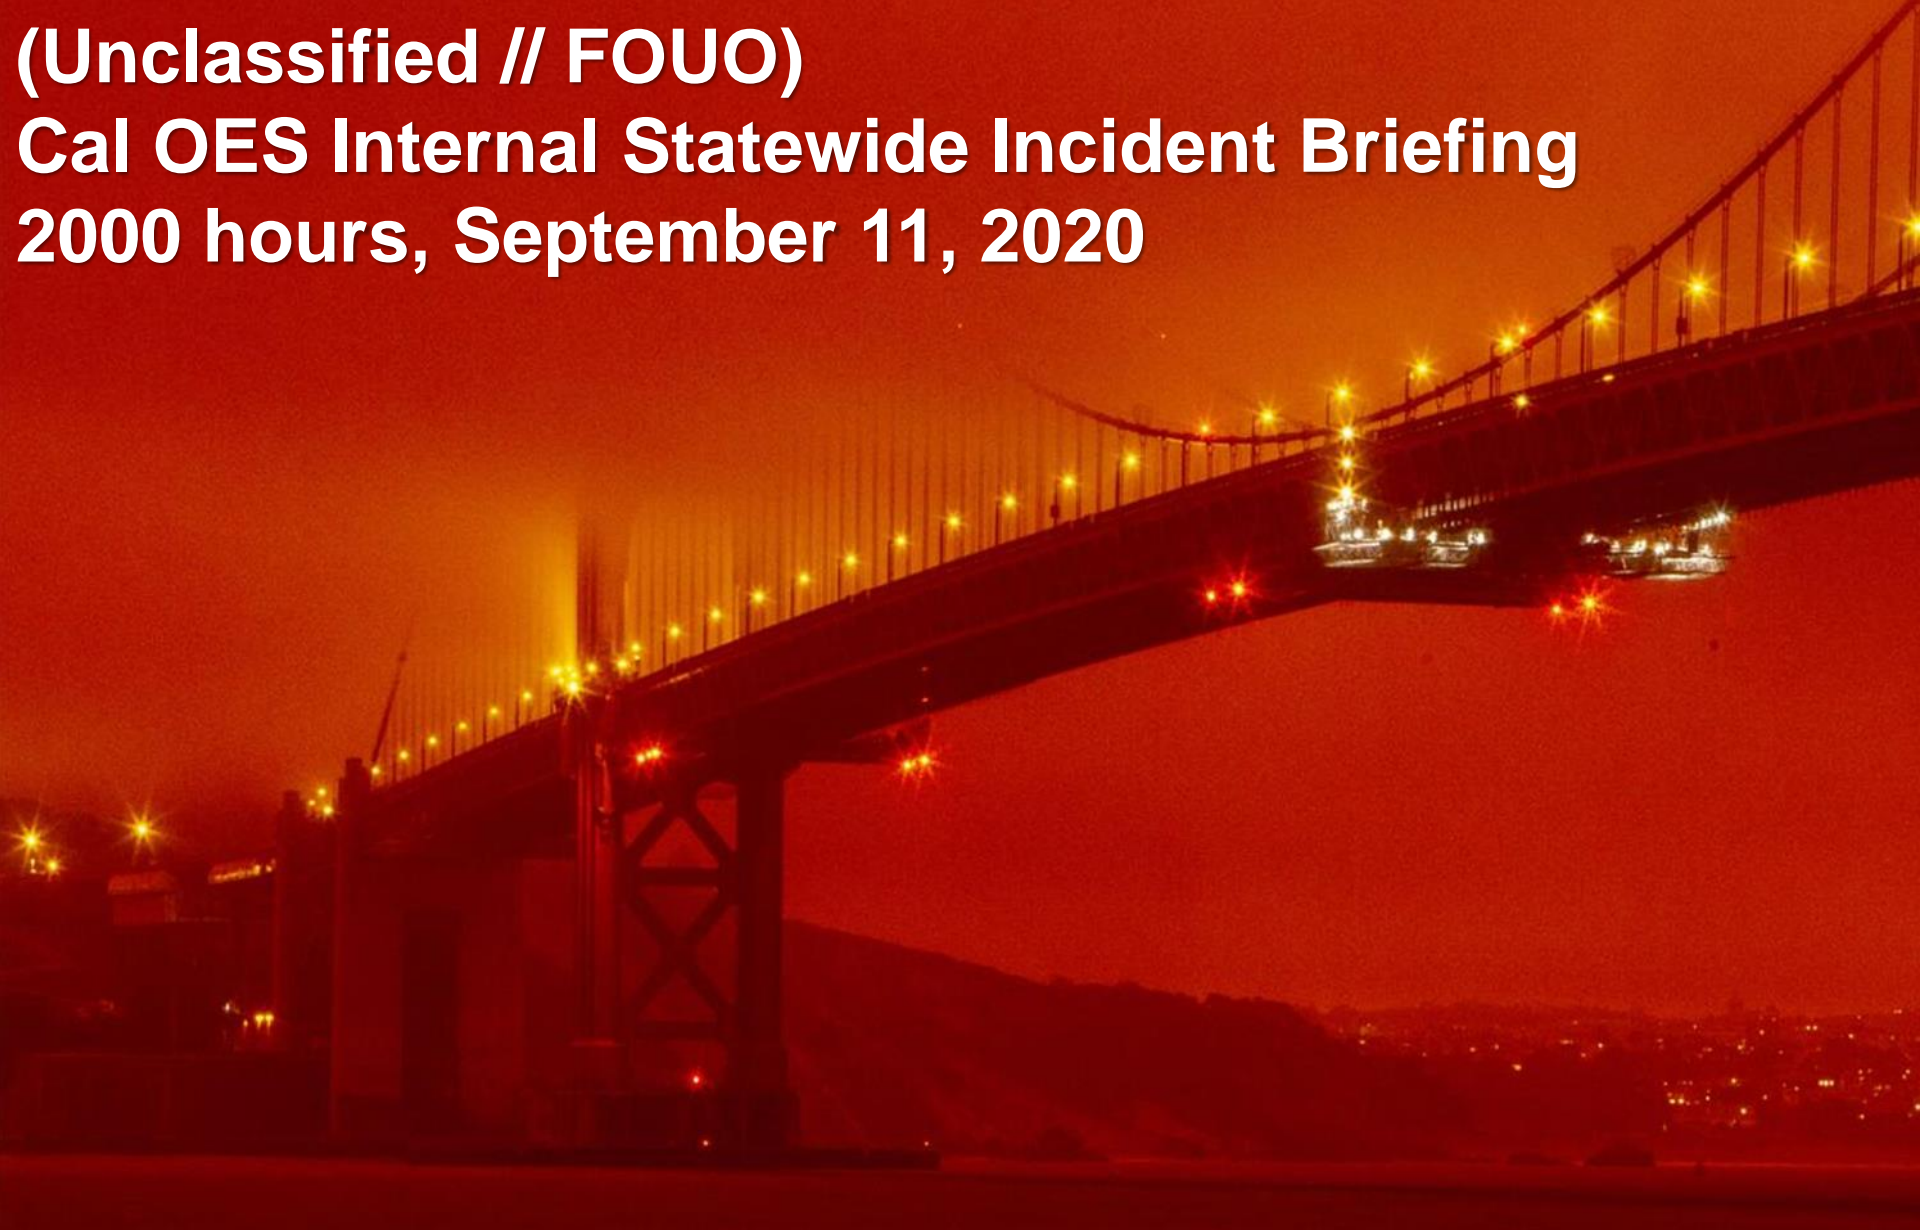 (Unclassified // FOUO)
Cal OES Internal Statewide Incident Briefing
2000 hours, September 11, 2020